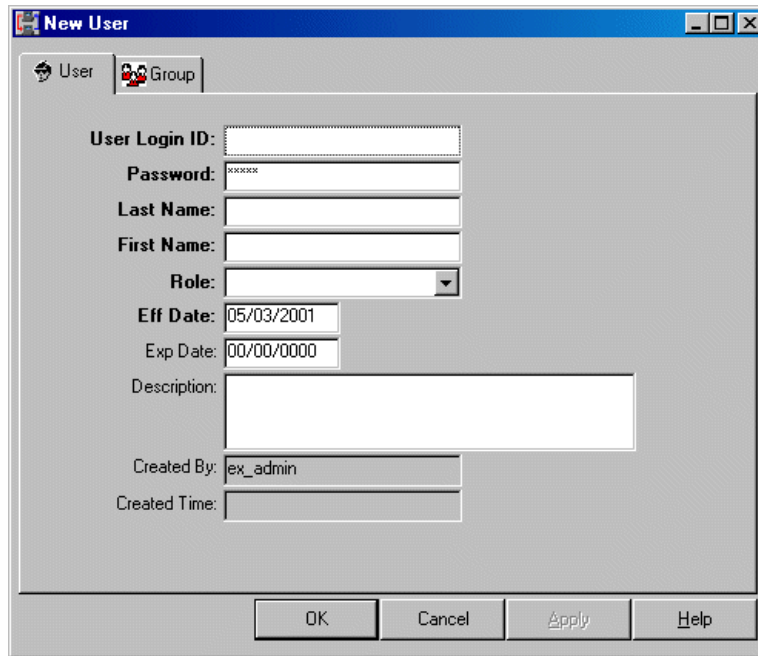 New User
User Group
User Login ID:
Password: *****
Last Name:
First Name:
Role:
Eff Date: 05/03/2001
Exp Date: 00/00/0000
Description:
Created By: ex_admin
Created Time:
OK Cancel Apply Help